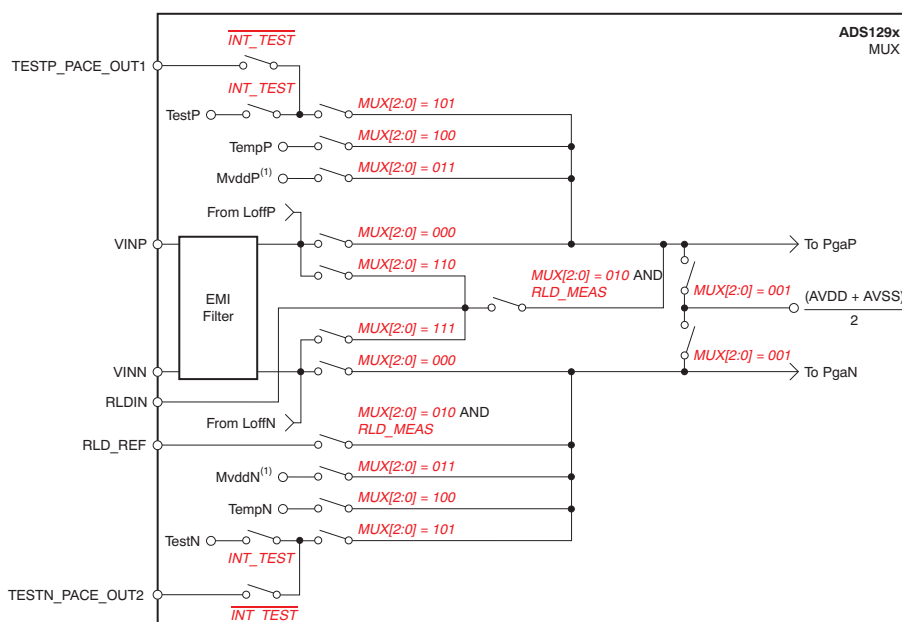 ADS129x
MUX
INT_TEST
TESTP_PACE_OUT1
INT_TEST
TestP
MUX[2:0] = 101
TempP
MUX[2:0] = 100
MvddP(1)
MUX[2:0] = 011
From LoffP
VINP
MUX[2:0] = 000
To PgaP
MUX[2:0] = 110
EMI
Filter
MUX[2:0] = 010 AND
RLD_MEAS
MUX[2:0] = 001
(AVDD + AVSS)
2
MUX[2:0] = 111
MUX[2:0] = 001
VINN
MUX[2:0] = 000
To PgaN
RLDIN
From LoffN
MUX[2:0] = 010 AND
RLD_MEAS
RLD_REF
MvddN(1)
MUX[2:0] = 011
TempN
MUX[2:0] = 100
TestN
MUX[2:0] = 101
INT_TEST
TESTN_PACE_OUT2
INT_TEST